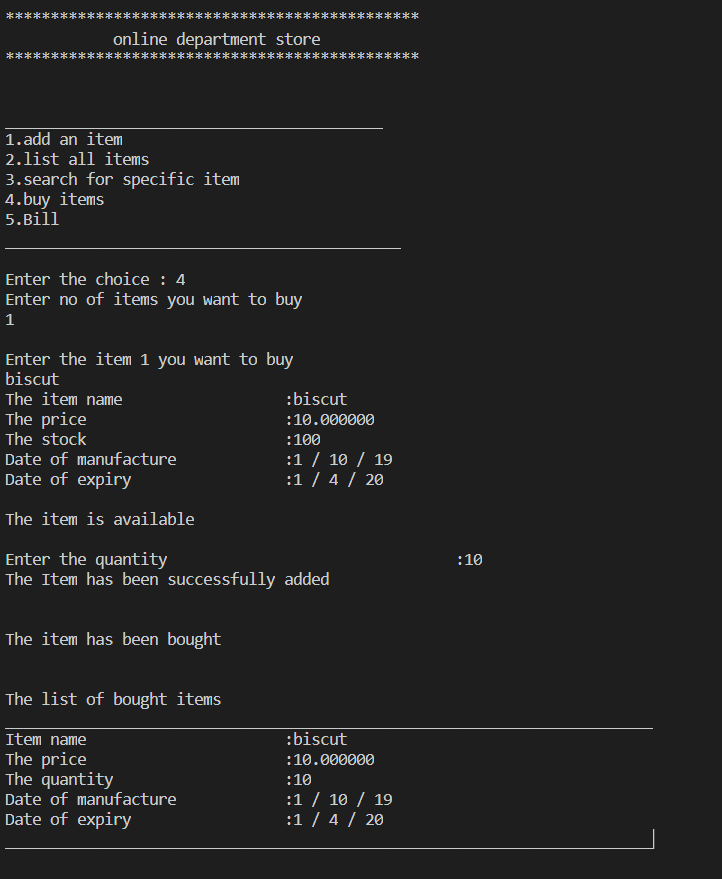 **********************************************
online department store
**********************************************
__________________________________________
1.add an item
2.list all items
3.search for specific item
4.buy items
5.Bill
____________________________________________
Enter the choice : 4
Enter no of items you want to buy
1
Enter the item 1 you want to buy
biscut
The item name :biscut
The price :10.000000
The stock :100
Date of manufacture :1 / 10 / 19
Date of expiry :1 / 4 / 20
The item is available
Enter the quantity :10
The Item has been successfully added
The item has been bought
The list of bought items
________________________________________________________________________
Item name :biscut
The price :10.000000
The quantity :10
Date of manufacture :1 / 10 / 19
Date of expiry :1 / 4 / 20
________________________________________________________________________|